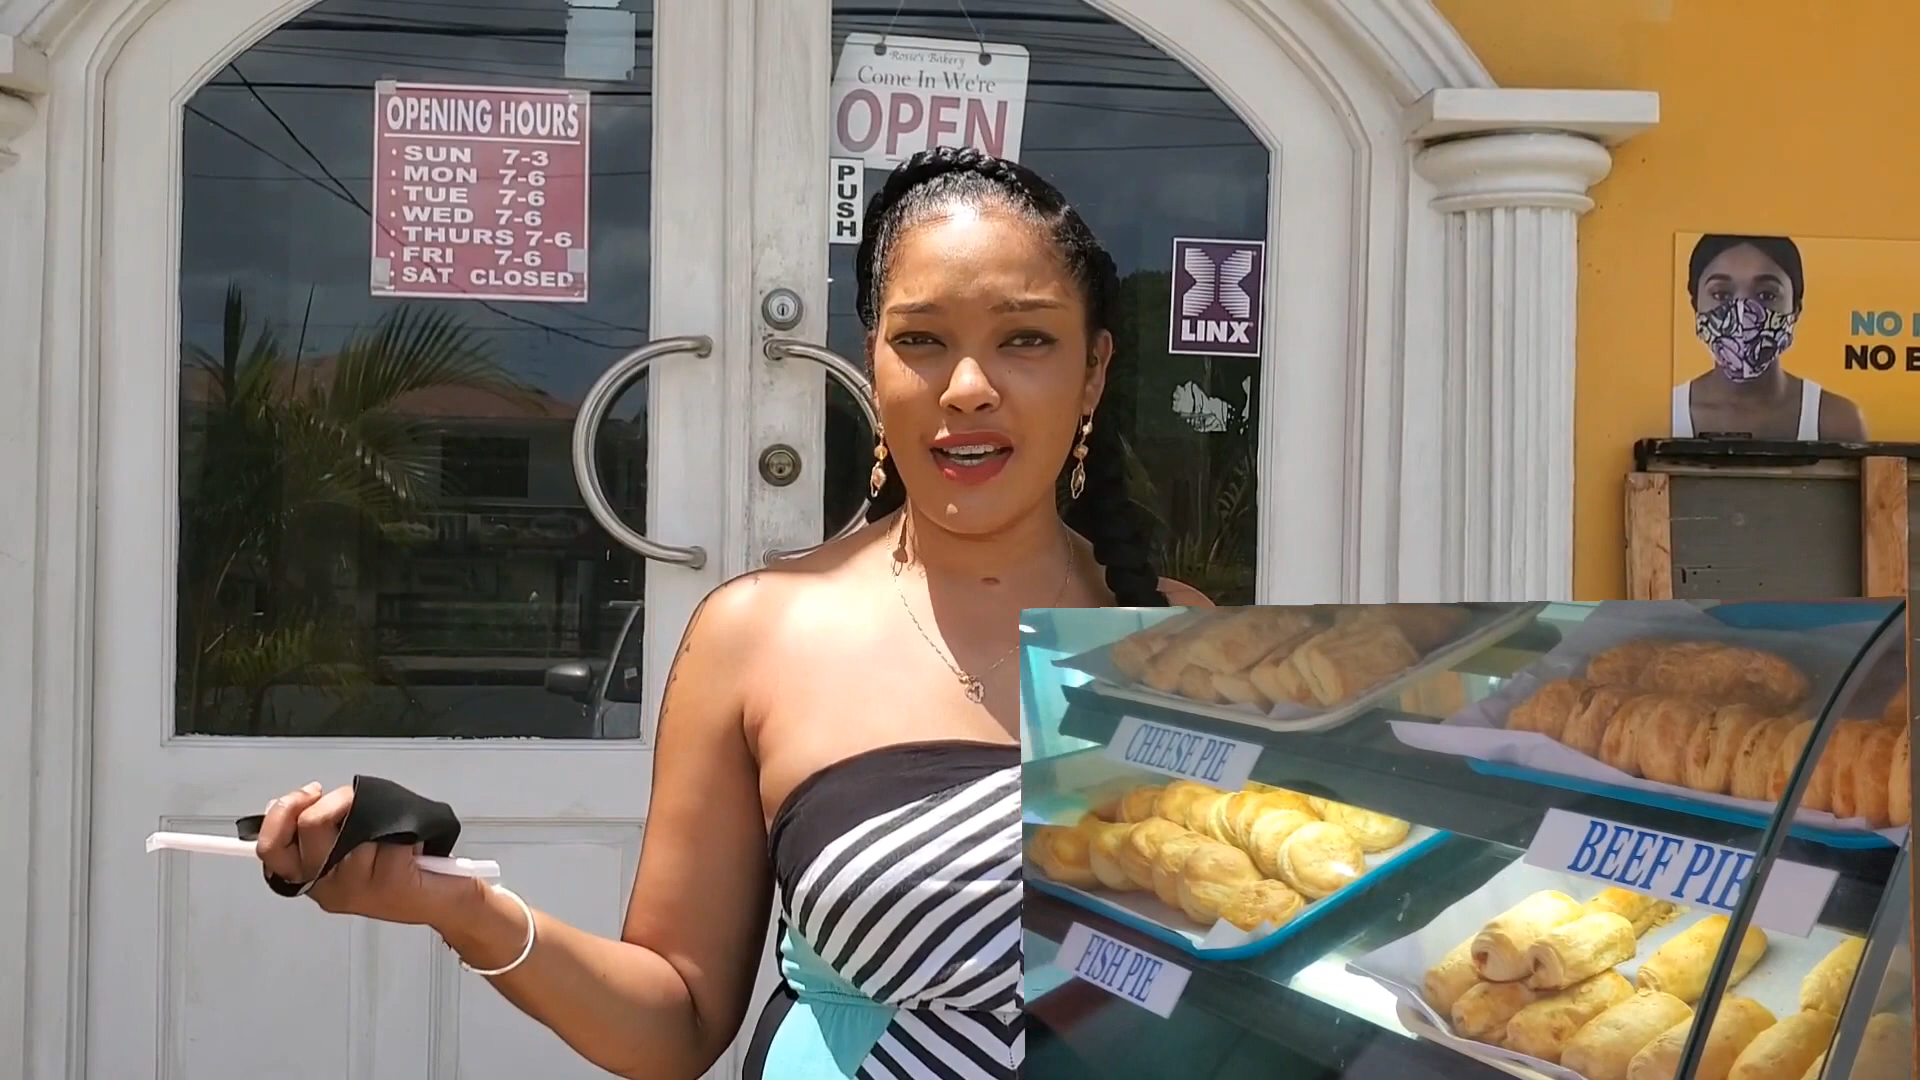 OPENING HOURS
· SUN 7-3
· MON 7-6
· TUE 7-6
· WED 7-6
· THURS 7-6
· FRI 7-6
· SAT CLOSED
Rosie's Bakery
Come In We're
OPEN
PUSH
LINX
NO
NO
CHEESE PIE
BEEF PIE
FISH PIE